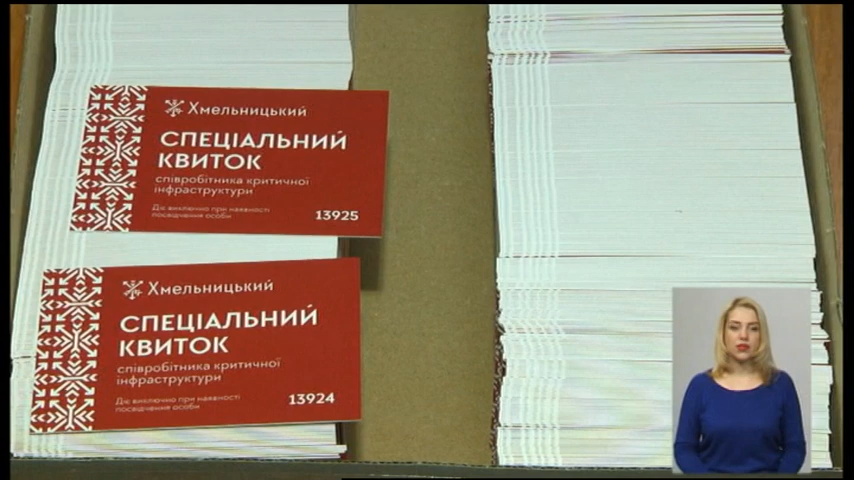 Хмельницький
СПЕЦІАЛЬНИЙ
КВИТОК
співробітника критичної
інфраструктури
Діє виключно при наявності
посвідчення особи
13925
Хмельницький
СПЕЦІАЛЬНИЙ
КВИТОК
співробітника критичної
інфраструктури
Діє виключно при наявності
посвідчення особи
13924